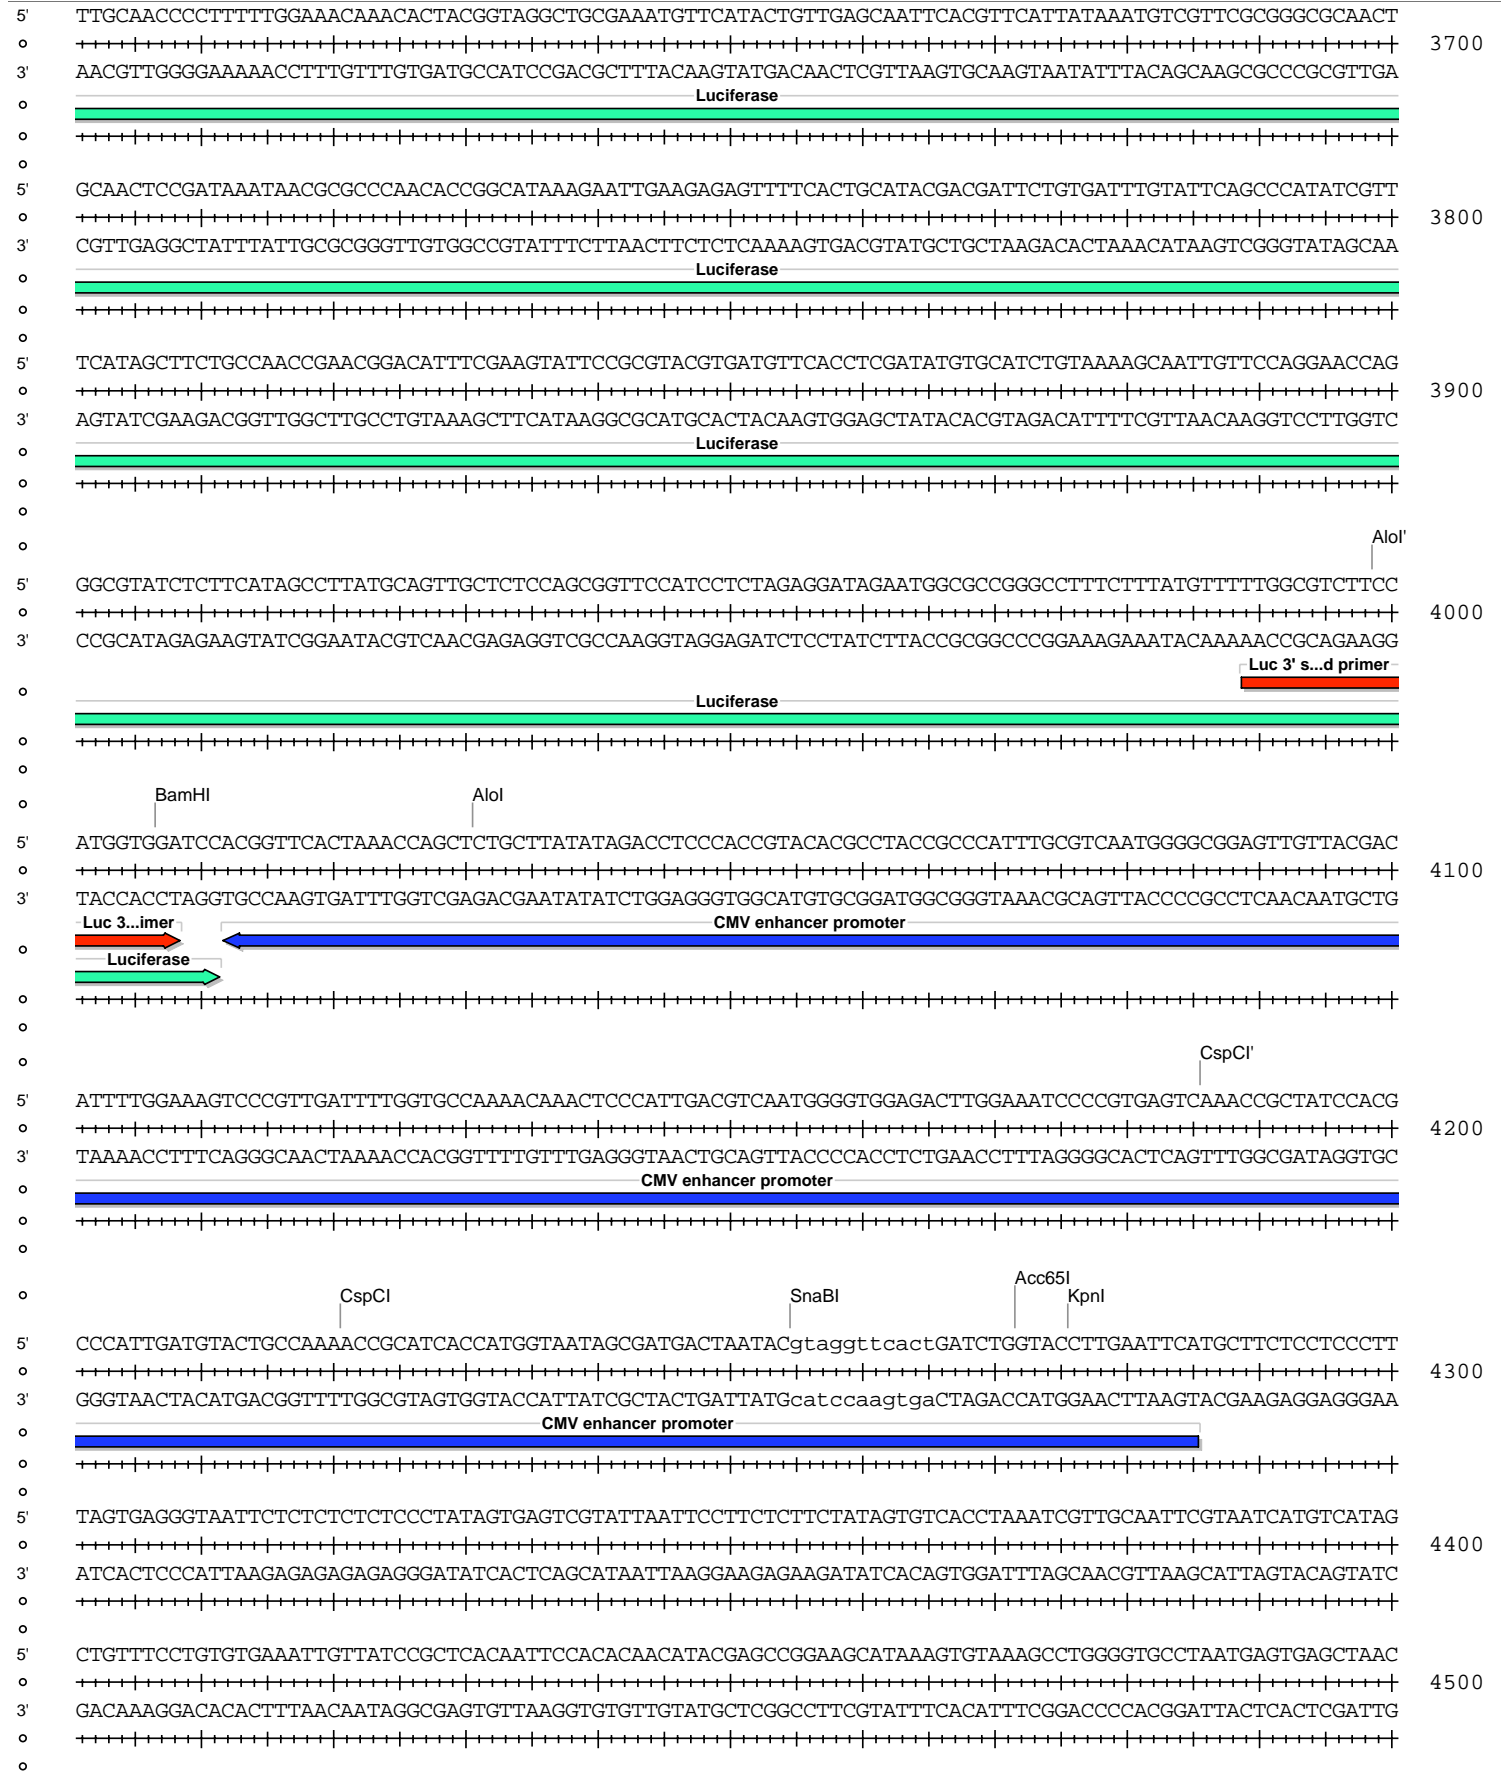 5' TTGCAACCCCTTTTTGGAAACAAACACTACGGTAGGCTGCGAAATGTTCATACTGTTGAGCAATTCACGTTCATTATAAATGTCGTTCGCGGGCGCAACT
3700
3' AACGTTGGGGAAAAACCTTTGTTTGTGATGCCATCCGACGCTTTACAAGTATGACAACTCGTTAAGTGCAAGTAATATTTACAGCAAGCGCCCGCGTTGA
Luciferase
5' GCAACTCCGATAAATAACGCGCCCAACACCGGCATAAAGAATTGAAGAGAGTTTTCACTGCATACGACGATTCTGTGATTTGTATTCAGCCCATATCGTT
3800
3' CGTTGAGGCTATTTATTGCGCGGGTTGTGGCCGTATTTCTTAACTTCTCTCAAAAGTGACGTATGCTGCTAAGACACTAAACATAAGTCGGGTATAGCAA
Luciferase
5' TCATAGCTTCTGCCAACCGAACGGACATTTCGAAGTATTCCGCGTACGTGATGTTCACCTCGATATGTGCATCTGTAAAAGCAATTGTTCCAGGAACCAG
3900
3' AGTATCGAAGACGGTTGGCTTGCCTGTAAAGCTTCATAAGGCGCATGCACTACAAGTGGAGCTATACACGTAGACATTTTCGTTAACAAGGTCCTTGGTC
Luciferase
AloI'
5' GGCGTATCTCTTCATAGCCTTATGCAGTTGCTCTCCAGCGGTTCCATCCTCTAGAGGATAGAATGGCGCCGGGCCTTTCTTTATGTTTTTGGCGTCTTCC
4000
3' CCGCATAGAGAAGTATCGGAATACGTCAACGAGAGGTCGCCAAGGTAGGAGATCTCCTATCTTACCGCGGCCCGGAAAGAAATACAAAAACCGCAGAAGG
Luc 3' s...d primer
Luciferase
BamHI AloI
5' ATGGTGGATCCACGGTTCACTAAACCAGCTCTGCTTATATAGACCTCCCACCGTACACGCCTACCGCCCATTTGCGTCAATGGGGCGGAGTTGTTACGAC
4100
3' TACCACCTAGGTGCCAAGTGATTTGGTCGAGACGAATATATCTGGAGGGTGGCATGTGCGGATGGCGGGTAAACGCAGTTACCCCGCCTCAACAATGCTG
Luc 3...imer CMV enhancer promoter
Luciferase
CspCI'
5' ATTTTGGAAAGTCCCGTTGATTTTGGTGCCAAAACAAACTCCCATTGACGTCAATGGGGTGGAGACTTGGAAATCCCCGTGAGTCAAACCGCTATCCACG
4200
3' TAAAACCTTTCAGGGCAACTAAAACCACGGTTTTGTTTGAGGGTAACTGCAGTTACCCCACCTCTGAACCTTTAGGGGCACTCAGTTTGGCGATAGGTGC
CMV enhancer promoter
Acc65I
CspCI SnaBI KpnI
5' CCCATTGATGTACTGCCAAAACCGCATCACCATGGTAATAGCGATGACTAATACgtaggttcactGATCTGGTACCTTGAATTCATGCTTCTCCTCCCTT
4300
3' GGGTAACTACATGACGGTTTTGGCGTAGTGGTACCATTATCGCTACTGATTATGcatccaagtgaCTAGACCATGGAACTTAAGTACGAAGAGGAGGGAA
CMV enhancer promoter
5' TAGTGAGGGTAATTCTCTCTCTCTCCCTATAGTGAGTCGTATTAATTCCTTCTCTTCTATAGTGTCACCTAAATCGTTGCAATTCGTAATCATGTCATAG
4400
3' ATCACTCCCATTAAGAGAGAGAGAGGGATATCACTCAGCATAATTAAGGAAGAGAAGATATCACAGTGGATTTAGCAACGTTAAGCATTAGTACAGTATC
5' CTGTTTCCTGTGTGAAATTGTTATCCGCTCACAATTCCACACAACATACGAGCCGGAAGCATAAAGTGTAAAGCCTGGGGTGCCTAATGAGTGAGCTAAC
4500
3' GACAAAGGACACACTTTAACAATAGGCGAGTGTTAAGGTGTGTTGTATGCTCGGCCTTCGTATTTCACATTTCGGACCCCACGGATTACTCACTCGATTG